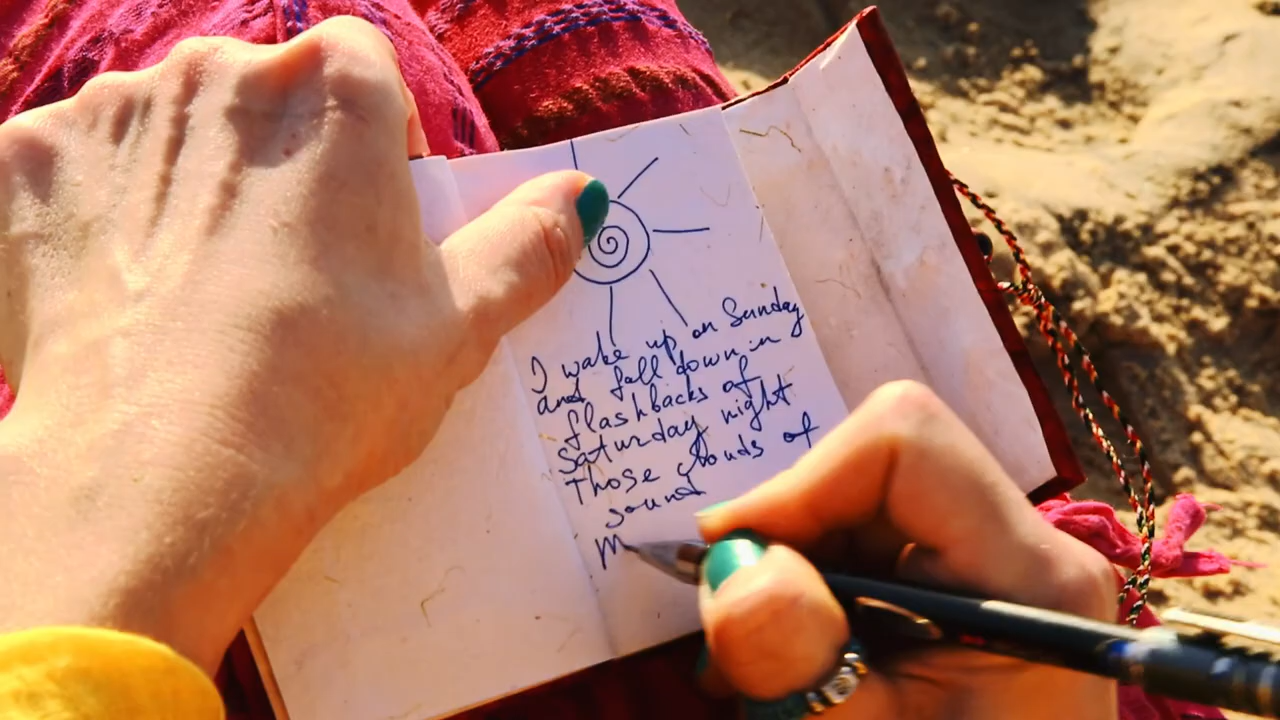 I wake up on Sunday
and fall down in
flashbacks of
Saturday night
Those clouds of
sound
M